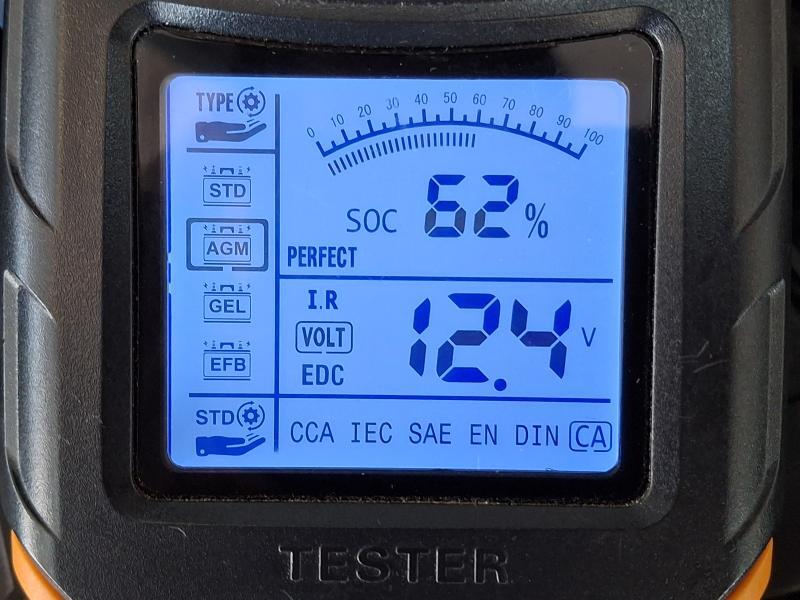 TYPE
0 10 20 30 40 50 60 70 80 90 100
STD
SOC 62%
AGM
PERFECT
GEL
I.R
VOLT
12.4 V
EFB
EDC
STD
CCA IEC SAE EN DIN CA
TESTER